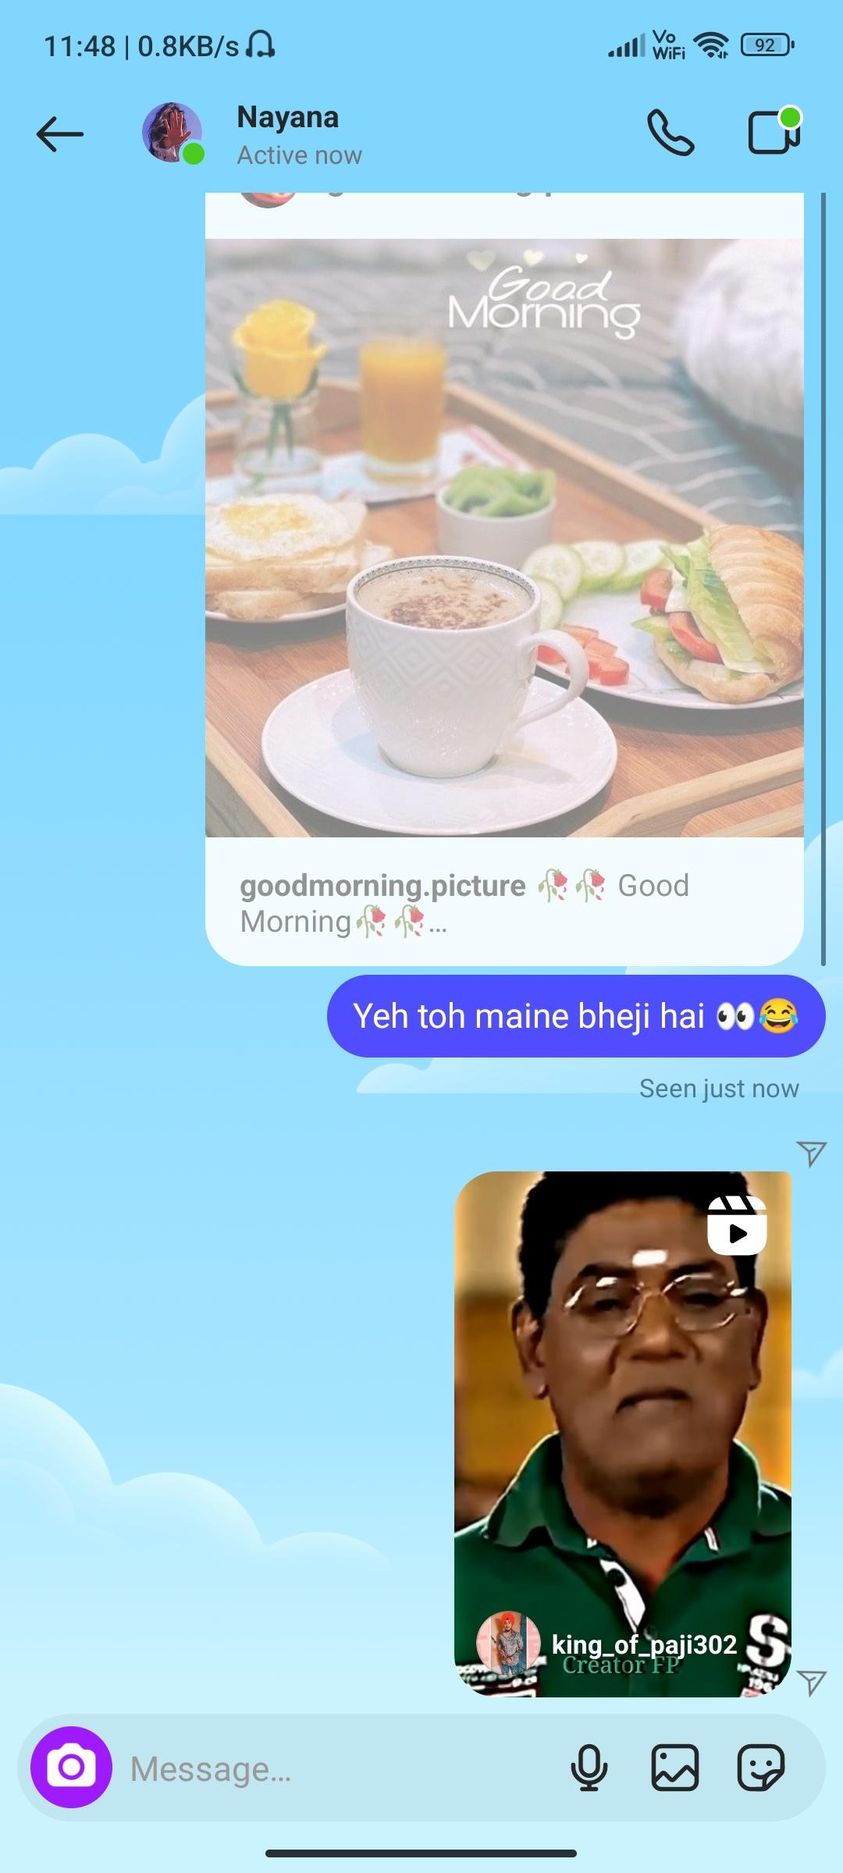 11:48 | 0.8KB/s
Vo
WiFi
92
Nayana
Active now
Good
Morning
goodmorning.picture 🥀🥀 Good
Morning🥀🥀...
Yeh toh maine bheji hai 👀😂
Seen just now
king_of_paji302
Creator FP
S
Message...